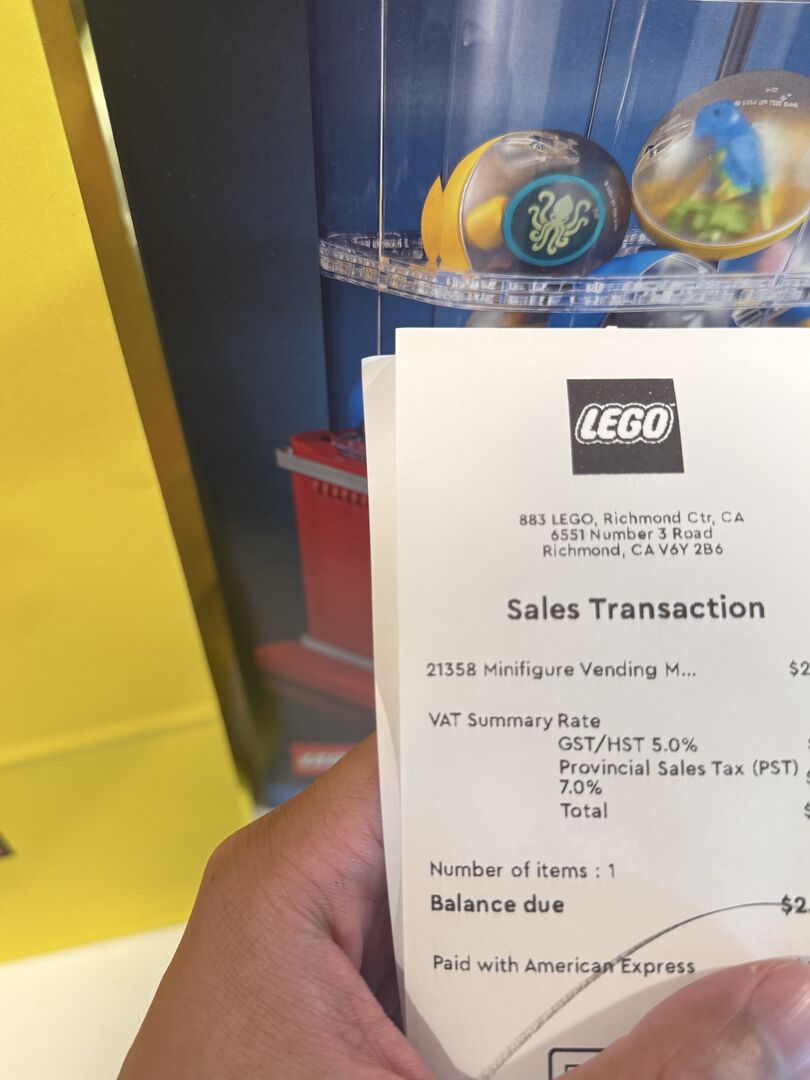 LEGO
883 LEGO, Richmond Ctr, CA
6551 Number 3 Road
Richmond, CA V6Y 2B6
Sales Transaction
21358 Minifigure Vending M... $2
VAT Summary Rate
GST/HST 5.0%
Provincial Sales Tax (PST) $
7.0%
Total $
Number of items : 1
Balance due $2
Paid with American Express